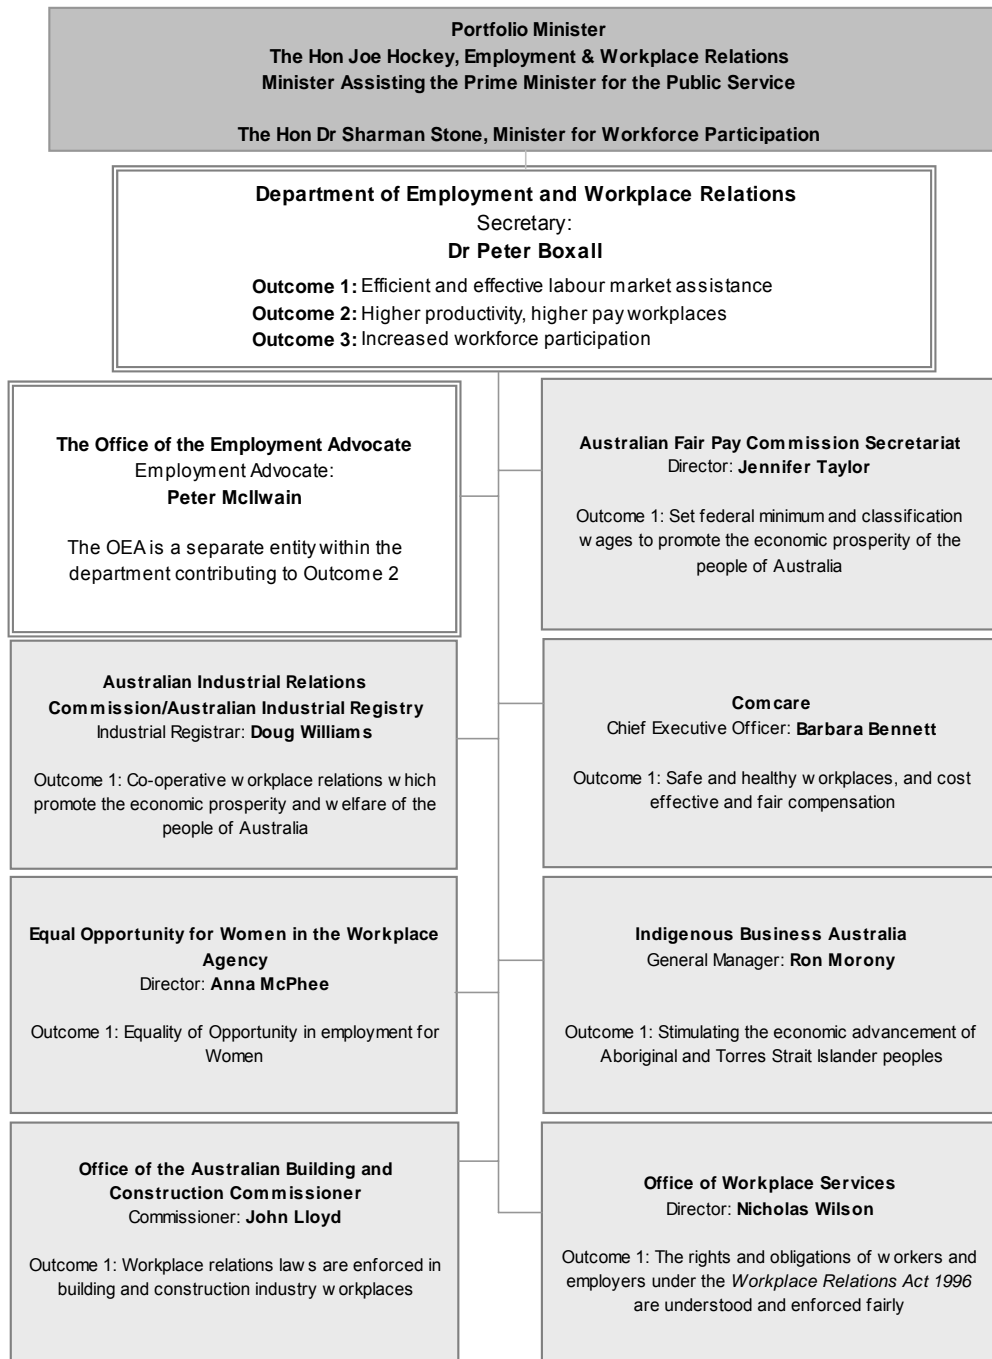 Portfolio Minister
The Hon Joe Hockey, Employment & Workplace Relations
Minister Assisting the Prime Minister for the Public Service
The Hon Dr Sharman Stone, Minister for Workforce Participation
Department of Employment and Workplace Relations
Secretary:
Dr Peter Boxall
Outcome 1: Efficient and effective labour market assistance
Outcome 2: Higher productivity, higher pay workplaces
Outcome 3: Increased workforce participation
The Office of the Employment Advocate
Employment Advocate:
Peter McIlwain
The OEA is a separate entity within the
department contributing to Outcome 2
Australian Fair Pay Commission Secretariat
Director: Jennifer Taylor
Outcome 1: Set federal minimum and classification
wages to promote the economic prosperity of the
people of Australia
Australian Industrial Relations
Commission/Australian Industrial Registry
Industrial Registrar: Doug Williams
Outcome 1: Co-operative workplace relations which
promote the economic prosperity and welfare of the
people of Australia
Comcare
Chief Executive Officer: Barbara Bennett
Outcome 1: Safe and healthy workplaces, and cost
effective and fair compensation
Equal Opportunity for Women in the Workplace
Agency
Director: Anna McPhee
Outcome 1: Equality of Opportunity in employment for
Women
Indigenous Business Australia
General Manager: Ron Morony
Outcome 1: Stimulating the economic advancement of
Aboriginal and Torres Strait Islander peoples
Office of the Australian Building and
Construction Commissioner
Commissioner: John Lloyd
Outcome 1: Workplace relations laws are enforced in
building and construction industry workplaces
Office of Workplace Services
Director: Nicholas Wilson
Outcome 1: The rights and obligations of workers and
employers under the Workplace Relations Act 1996
are understood and enforced fairly